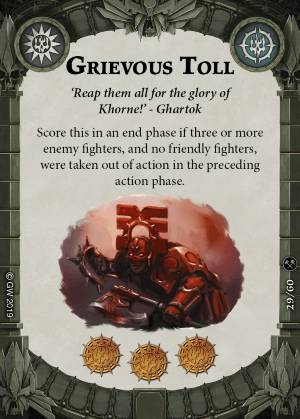 GRIEVOUS TOLL
‘Reap them all for the glory of
Khorne!’ - Ghartok
Score this in an end phase if three or more
enemy fighters, and no friendly fighters,
were taken out of action in the preceding
action phase.
© GW 2019
29/60